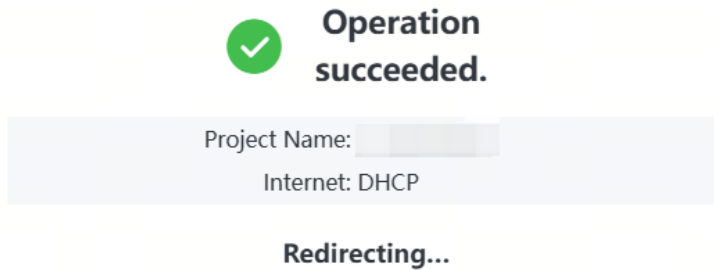 Operation
succeeded.
Project Name:
Internet: DHCP
Redirecting...